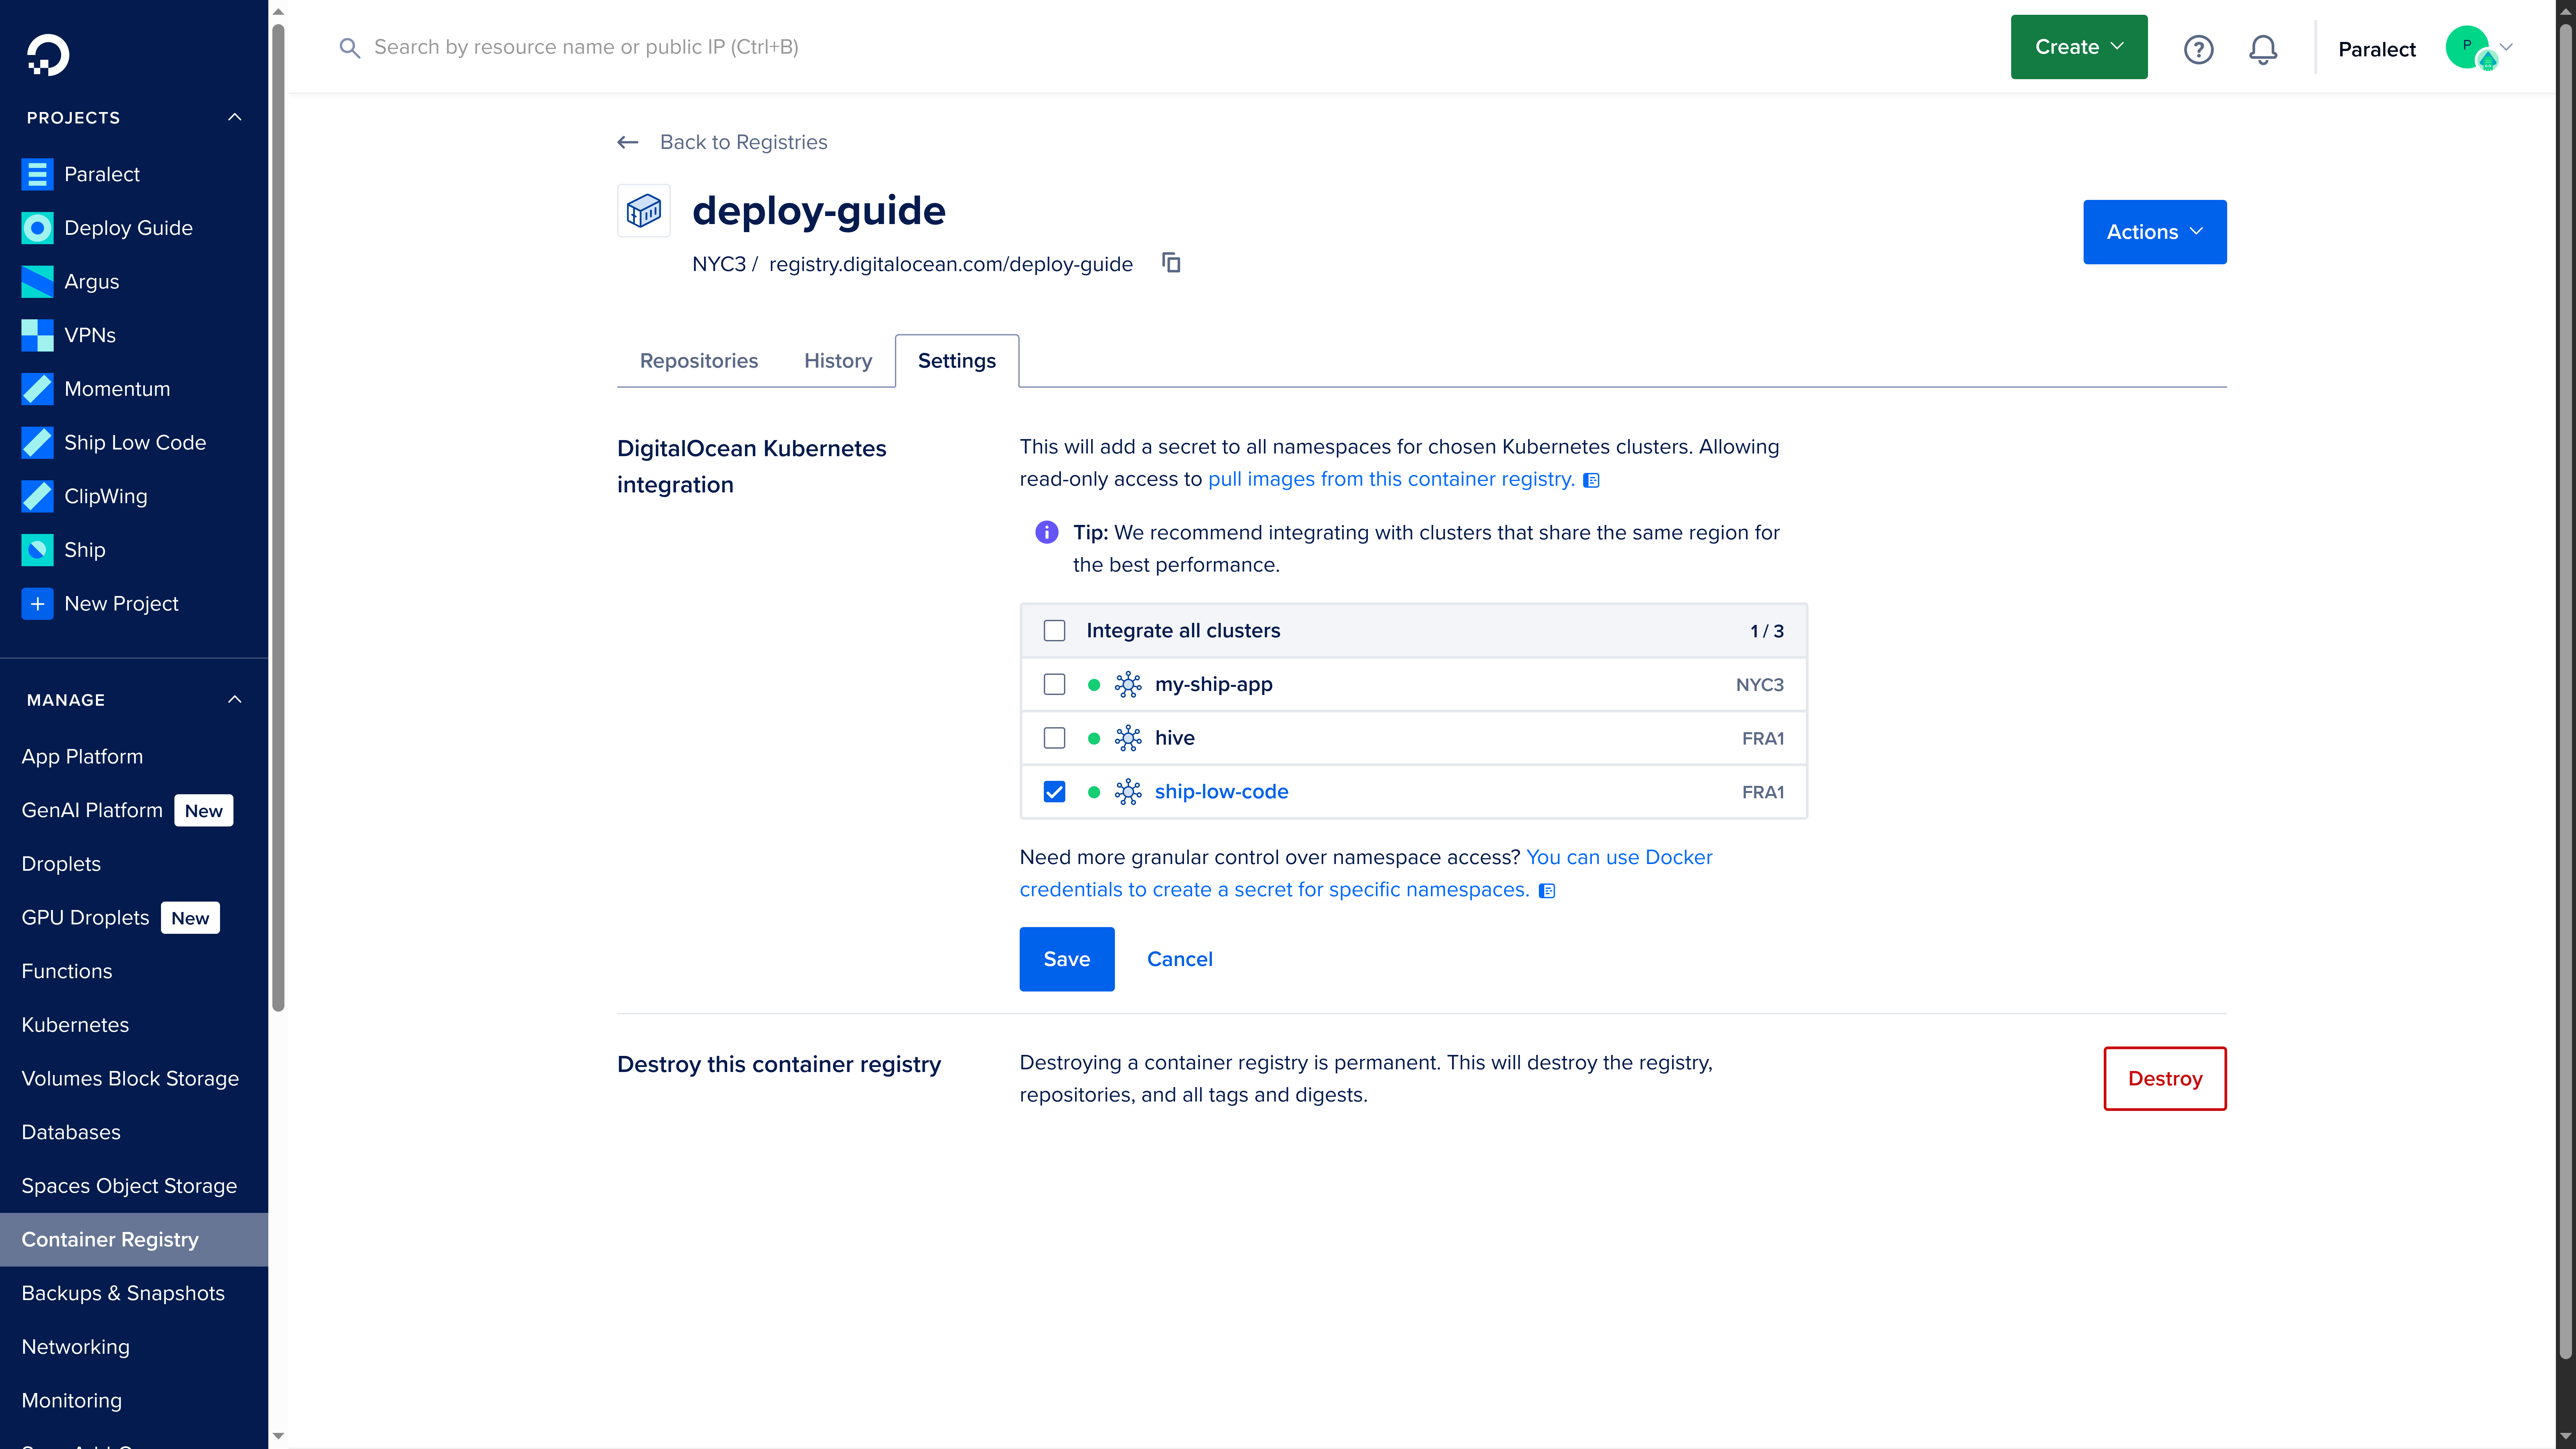 Search by resource name or public IP (Ctrl+B)
Create
Paralect
P
PROJECTS
Paralect
Deploy Guide
Argus
VPNs
Momentum
Ship Low Code
ClipWing
Ship
New Project
MANAGE
App Platform
GenAI Platform New
Droplets
GPU Droplets New
Functions
Kubernetes
Volumes Block Storage
Databases
Spaces Object Storage
Container Registry
Backups & Snapshots
Networking
Monitoring
Back to Registries
deploy-guide
NYC3 / registry.digitalocean.com/deploy-guide
Actions
Repositories History Settings
DigitalOcean Kubernetes
integration
This will add a secret to all namespaces for chosen Kubernetes clusters. Allowing
read-only access to pull images from this container registry.
Tip: We recommend integrating with clusters that share the same region for
the best performance.
Integrate all clusters 1 / 3
my-ship-app NYC3
hive FRA1
ship-low-code FRA1
Need more granular control over namespace access? You can use Docker
credentials to create a secret for specific namespaces.
Save Cancel
Destroy this container registry
Destroying a container registry is permanent. This will destroy the registry,
repositories, and all tags and digests.
Destroy